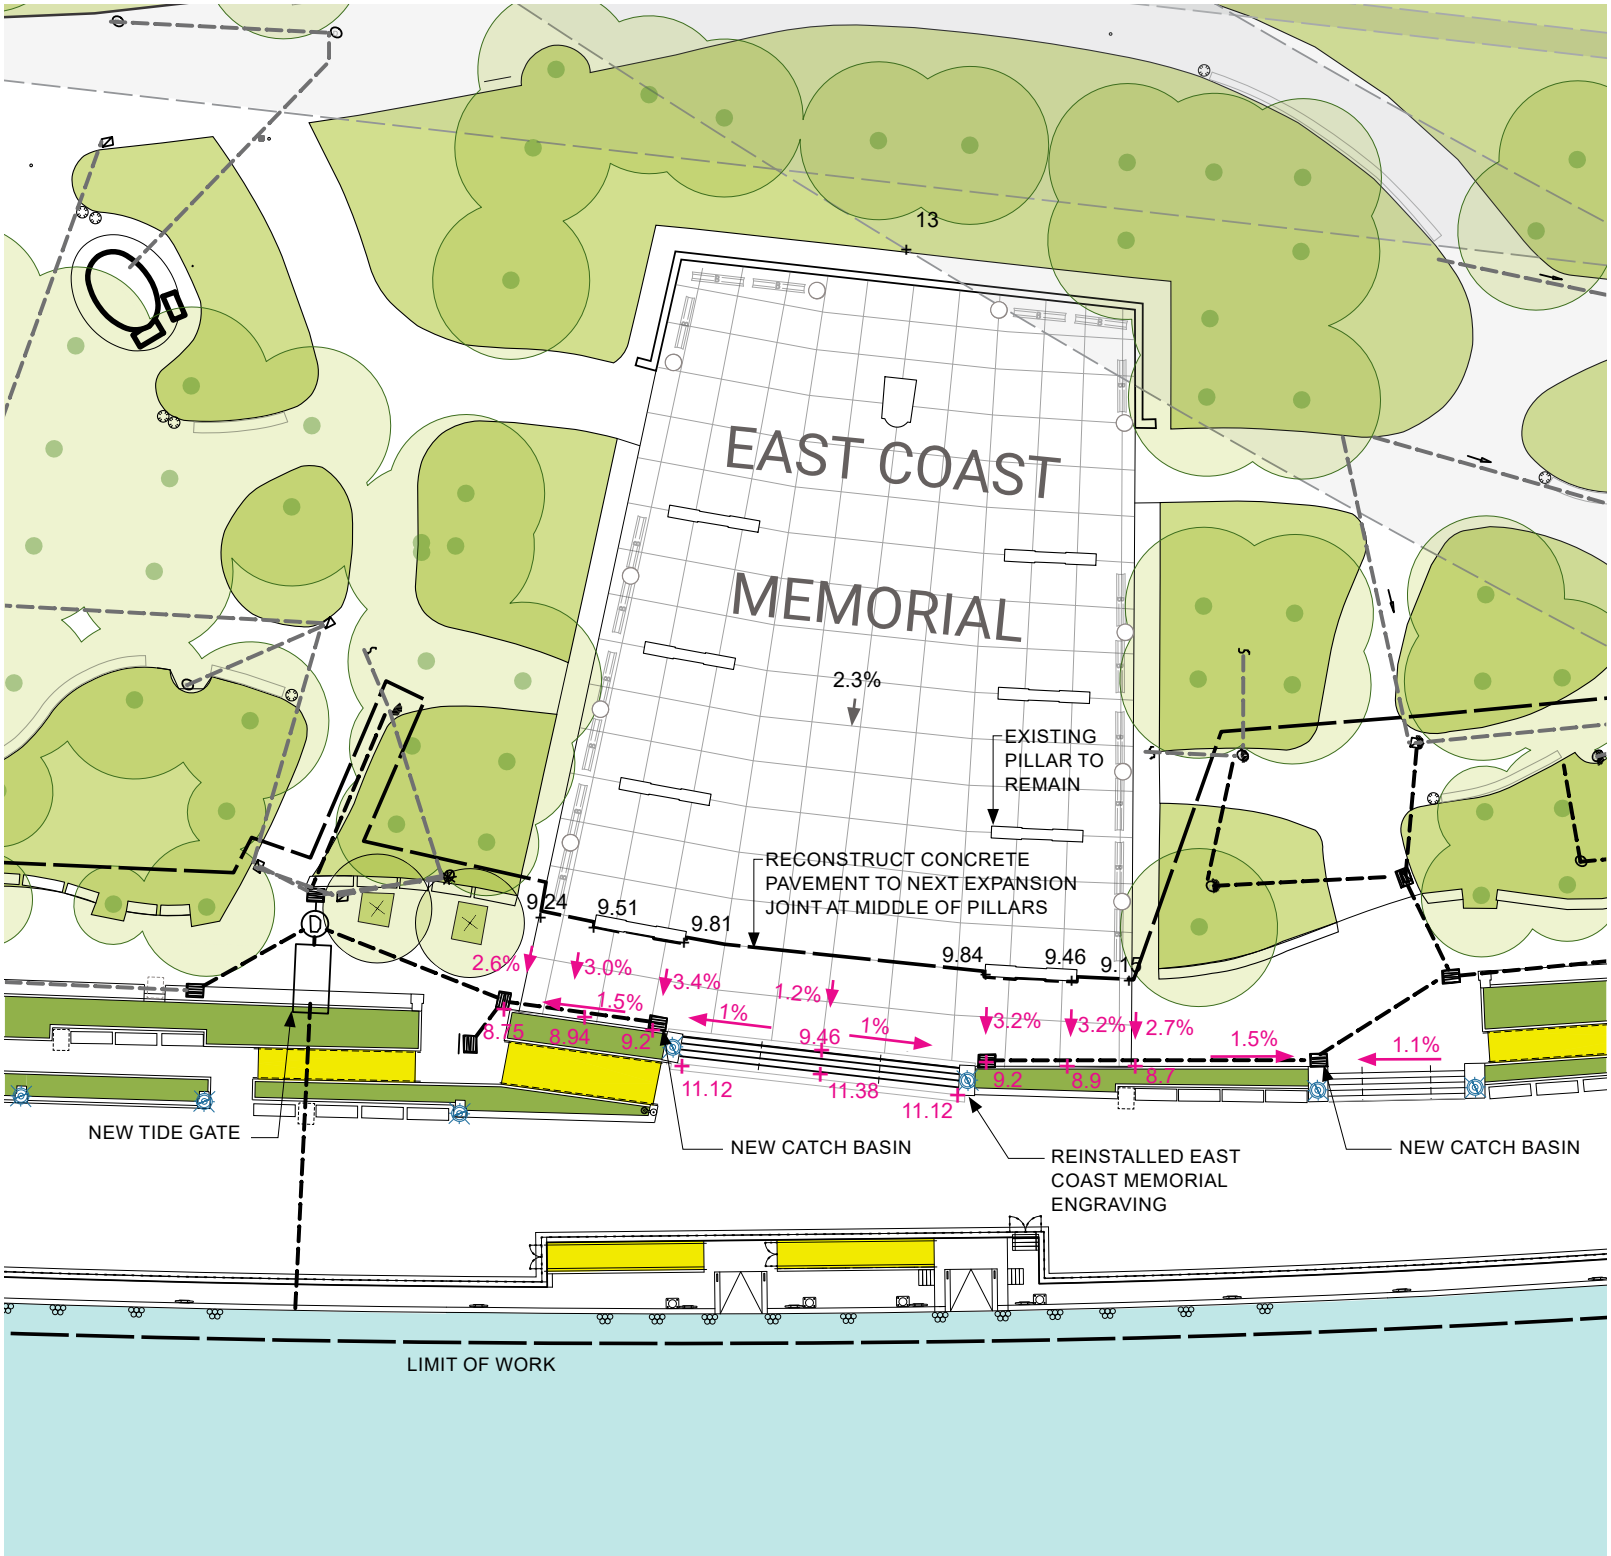 13
EAST COAST
MEMORIAL
2.3%
EXISTING
PILLAR TO
REMAIN
RECONSTRUCT CONCRETE
PAVEMENT TO NEXT EXPANSION
JOINT AT MIDDLE OF PILLARS
9.24
9.51
9.81
9.84
9.46
9.15
D
2.6%
3.0%
3.4%
1.2%
3.2%
3.2%
2.7%
1.5%
1%
1%
1.5%
1.1%
8.75
8.94
9.2
9.46
9.2
8.9
8.7
11.12
11.38
11.12
NEW TIDE GATE
NEW CATCH BASIN
REINSTALLED EAST
COAST MEMORIAL
ENGRAVING
NEW CATCH BASIN
LIMIT OF WORK